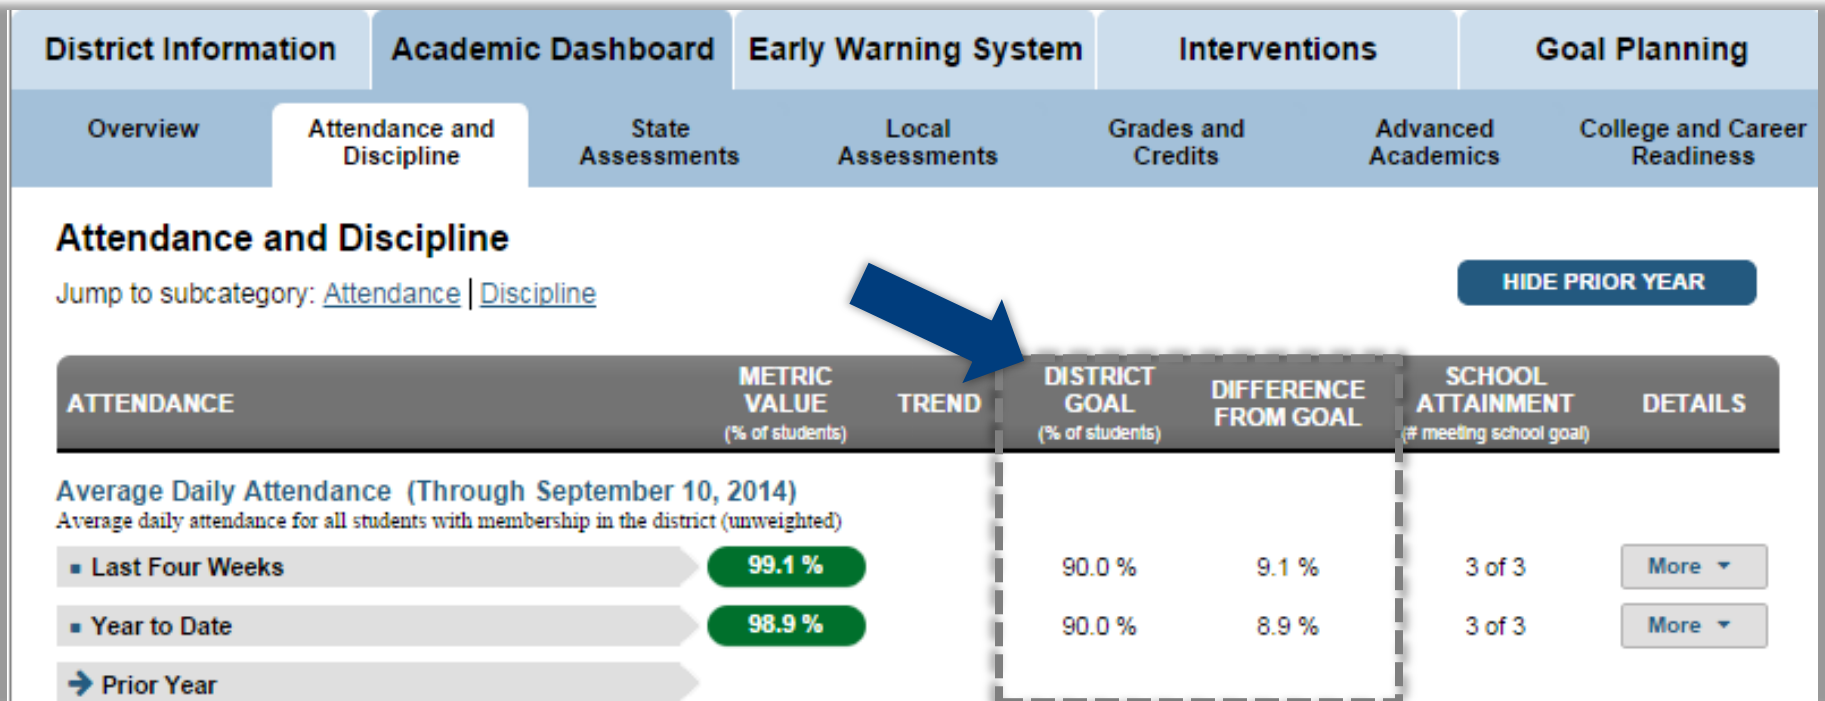 District Information Academic Dashboard Early Warning System Interventions Goal Planning
Overview Attendance and Discipline State Assessments Local Assessments Grades and Credits Advanced Academics College and Career Readiness
Attendance and Discipline
Jump to subcategory: Attendance | Discipline
HIDE PRIOR YEAR
ATTENDANCE METRIC VALUE (% of students) TREND DISTRICT GOAL (% of students) DIFFERENCE FROM GOAL SCHOOL ATTAINMENT (# meeting school goal) DETAILS
Average Daily Attendance (Through September 10, 2014)
Average daily attendance for all students with membership in the district (unweighted)
Last Four Weeks 99.1 % 90.0 % 9.1 % 3 of 3 More
Year to Date 98.9 % 90.0 % 8.9 % 3 of 3 More
Prior Year